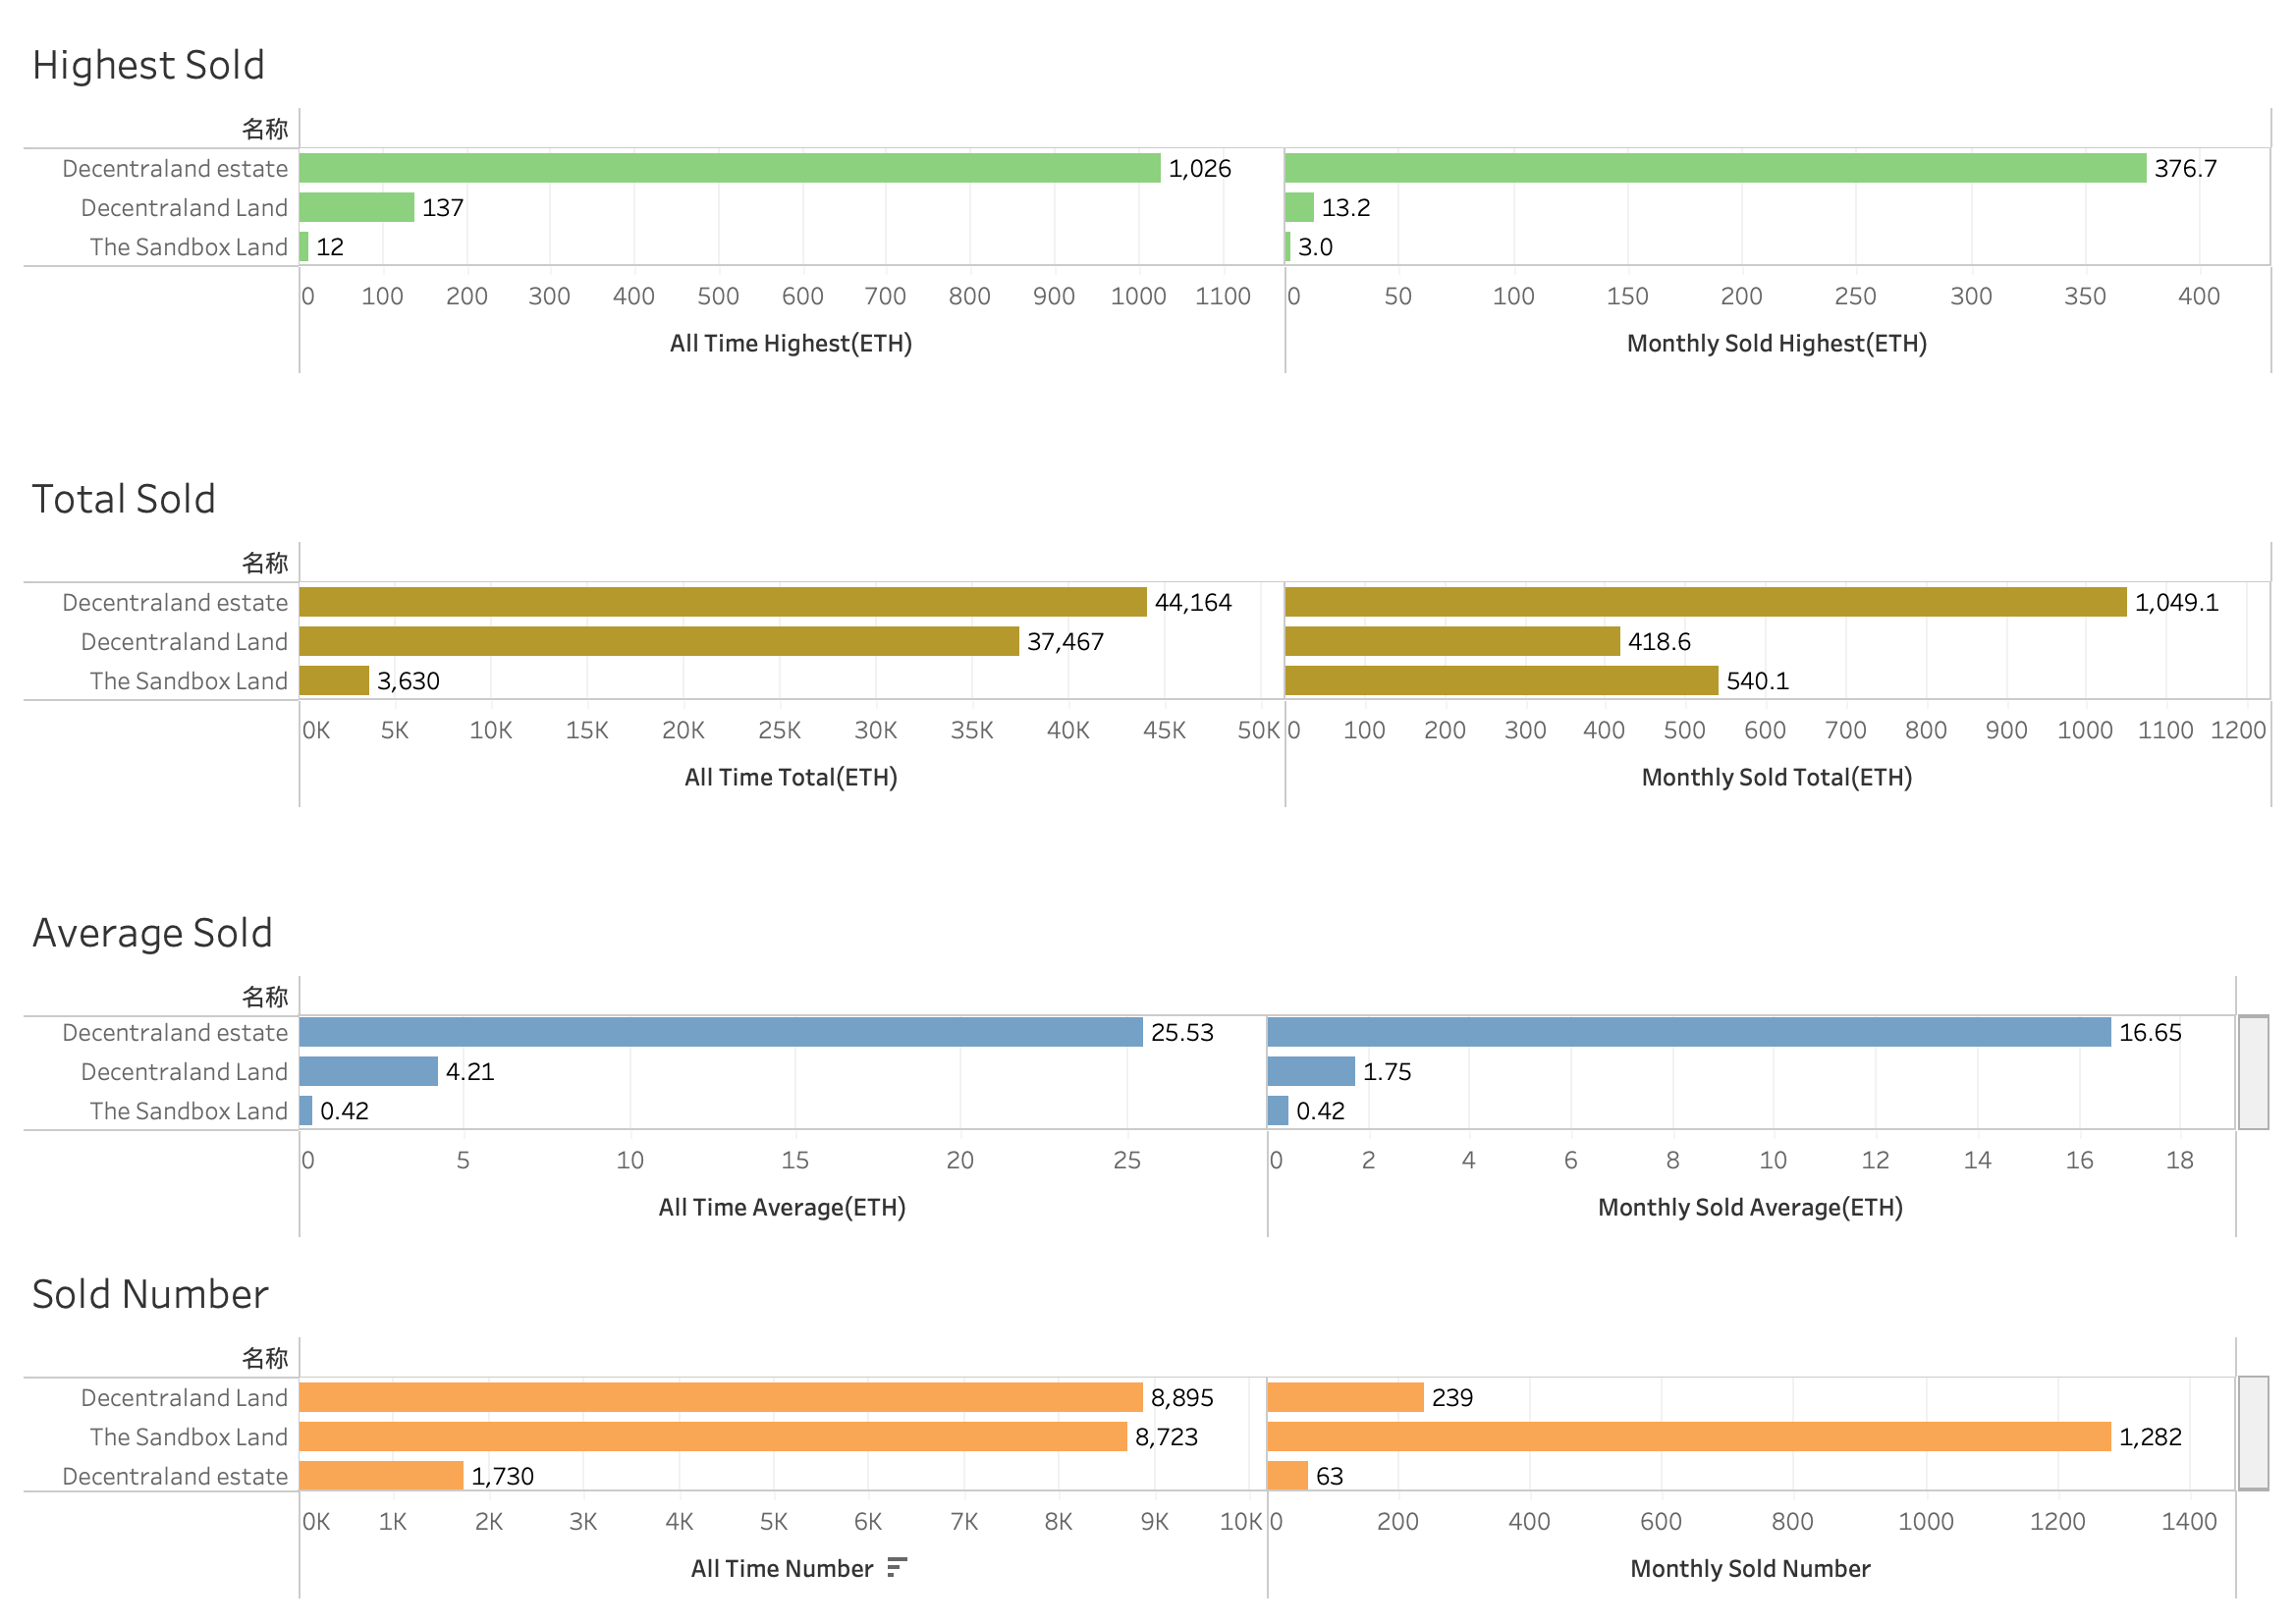 Highest Sold
名称
Decentraland estate 1,026 376.7
Decentraland Land 137 13.2
The Sandbox Land 12 3.0
0 100 200 300 400 500 600 700 800 900 1000 1100 0 50 100 150 200 250 300 350 400
All Time Highest(ETH) Monthly Sold Highest(ETH)
Total Sold
名称
Decentraland estate 44,164 1,049.1
Decentraland Land 37,467 418.6
The Sandbox Land 3,630 540.1
0K 5K 10K 15K 20K 25K 30K 35K 40K 45K 50K 0 100 200 300 400 500 600 700 800 900 1000 1100 1200
All Time Total(ETH) Monthly Sold Total(ETH)
Average Sold
名称
Decentraland estate 25.53 16.65
Decentraland Land 4.21 1.75
The Sandbox Land 0.42 0.42
0 5 10 15 20 25 0 2 4 6 8 10 12 14 16 18
All Time Average(ETH) Monthly Sold Average(ETH)
Sold Number
名称
Decentraland Land 8,895 239
The Sandbox Land 8,723 1,282
Decentraland estate 1,730 63
0K 1K 2K 3K 4K 5K 6K 7K 8K 9K 10K 0 200 400 600 800 1000 1200 1400
All Time Number Monthly Sold Number